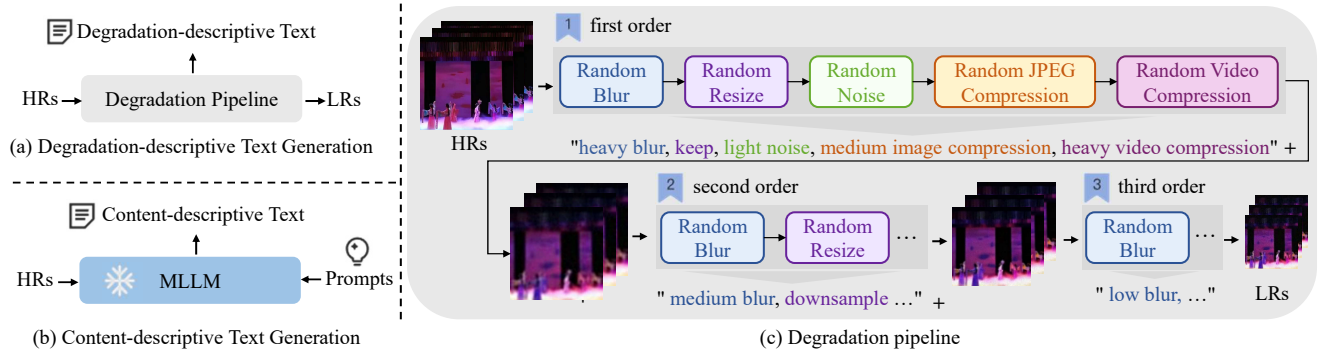 Degradation-descriptive Text
HRs
Degradation Pipeline
LRs
(a) Degradation-descriptive Text Generation
Content-descriptive Text
HRs
MLLM
Prompts
(b) Content-descriptive Text Generation
1
first order
HRs
Random
Blur
Random
Resize
Random
Noise
Random JPEG
Compression
Random Video
Compression
"heavy blur, keep, light noise, medium image compression, heavy video compression" +
2
second order
Random
Blur
Random
Resize
...
" medium blur, downsample ..." +
3
third order
Random
Blur
...
" low blur, ..."
LRs
(c) Degradation pipeline